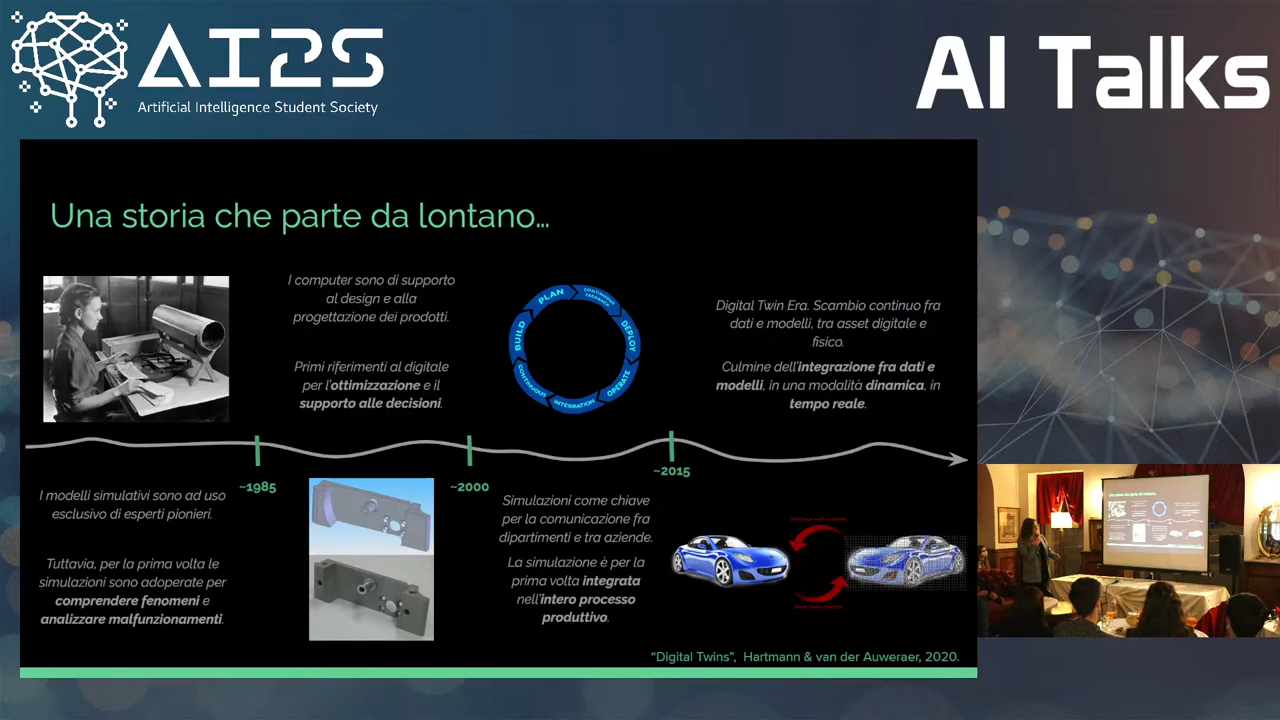 AI2S
Artificial Intelligence Student Society
AI Talks
Una storia che parte da lontano...
I computer sono di supporto
al design e alla
progettazione dei prodotti.
Primi riferimenti al digitale
per l'ottimizzazione e il
supporto alle decisioni.
PLAN
CONTINUOUS
FEEDBACK
DEPLOY
OPERATE
INTEGRATION
CONTINUOUS
BUILD
Digital Twin Era. Scambio continuo fra
dati e modelli, tra asset digitale e
fisico.
Culmine dell'integrazione fra dati e
modelli, in una modalità dinamica, in
tempo reale.
~1985
~2000
~2015
I modelli simulativi sono ad uso
esclusivo di esperti pionieri.
Tuttavia, per la prima volta le
simulazioni sono adoperate per
comprendere fenomeni e
analizzare malfunzionamenti.
Simulazioni come chiave
per la comunicazione fra
dipartimenti e tra aziende.
La simulazione è per la
prima volta integrata
nell'intero processo
produttivo.
"Digital Twins", Hartmann & van der Auweraer, 2020.